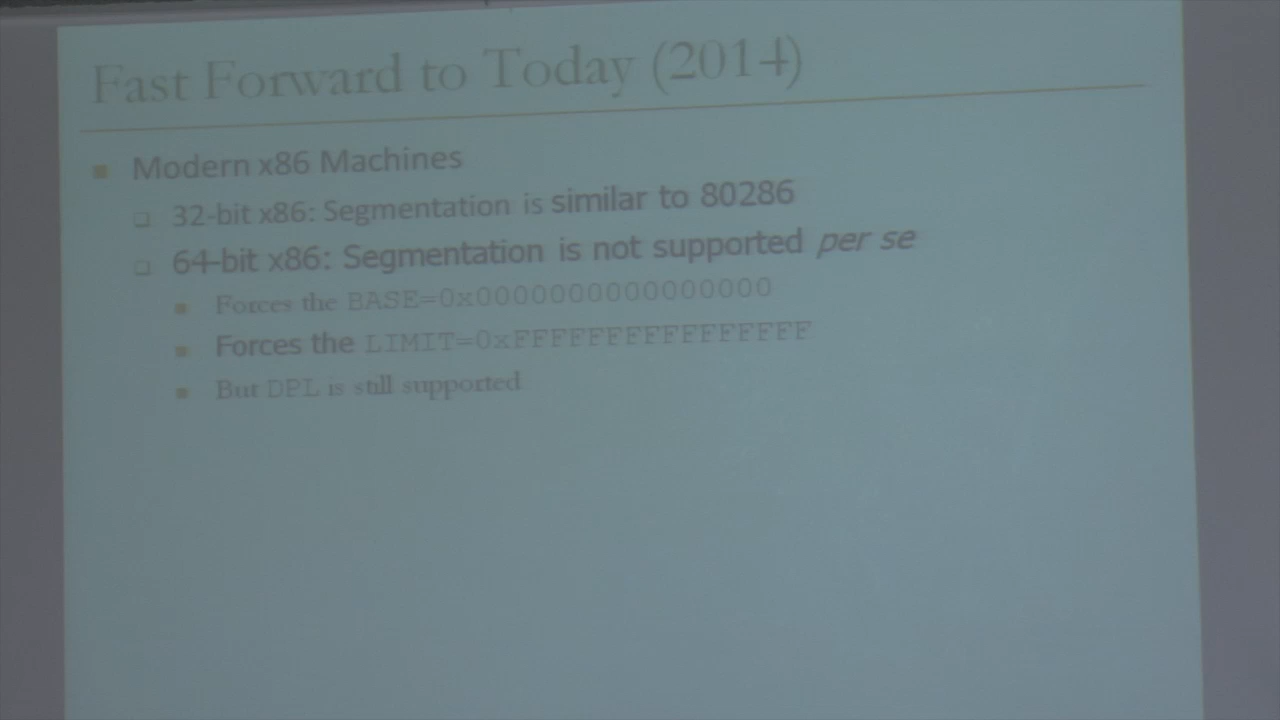 Fast Forward to Today (2014)
Modern x86 Machines
32-bit x86: Segmentation is similar to 80286
64-bit x86: Segmentation is not supported per se
Forces the BASE=0x0000000000000000
Forces the LIMIT=0xFFFFFFFFFFFFFFFF
But DPL is still supported